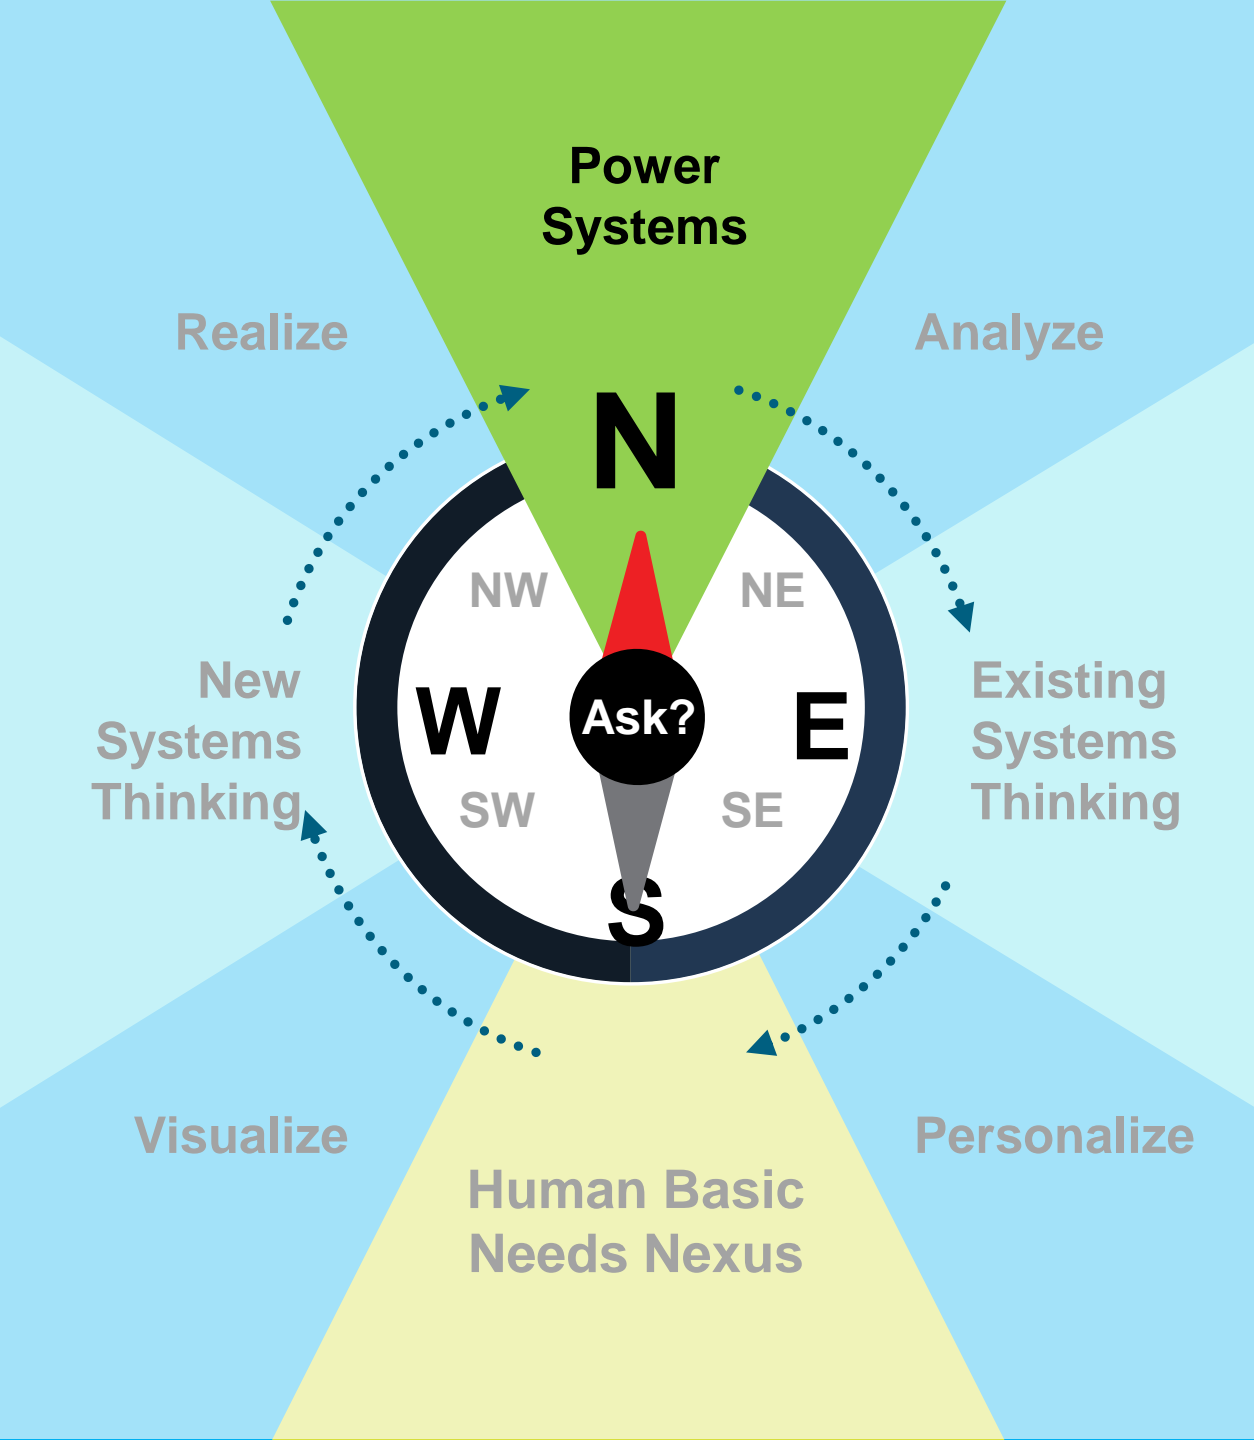 Power
Systems
Realize
Analyze
N
NW
NE
New
Systems
Thinking
W
Ask?
E
Existing
Systems
Thinking
SW
SE
S
Visualize
Personalize
Human Basic
Needs Nexus